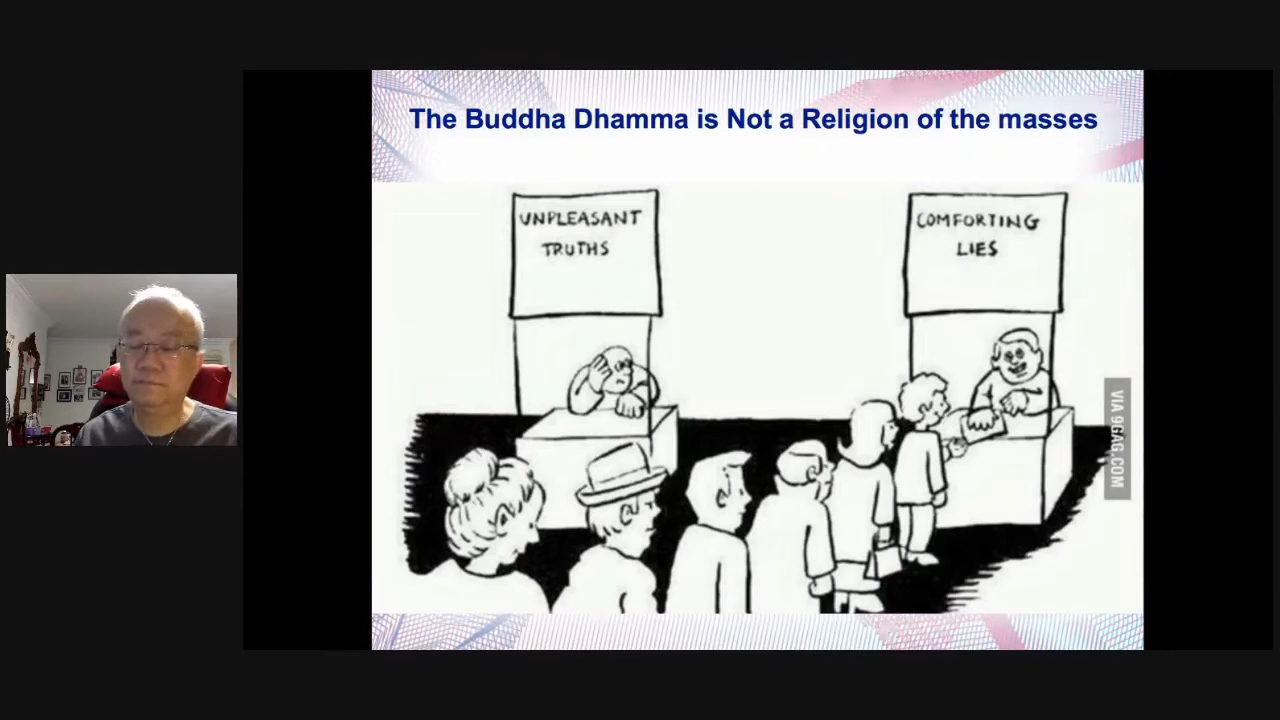 The Buddha Dhamma is Not a Religion of the masses
UNPLEASANT
TRUTHS
COMFORTING
LIES
VIA 9GAG.COM